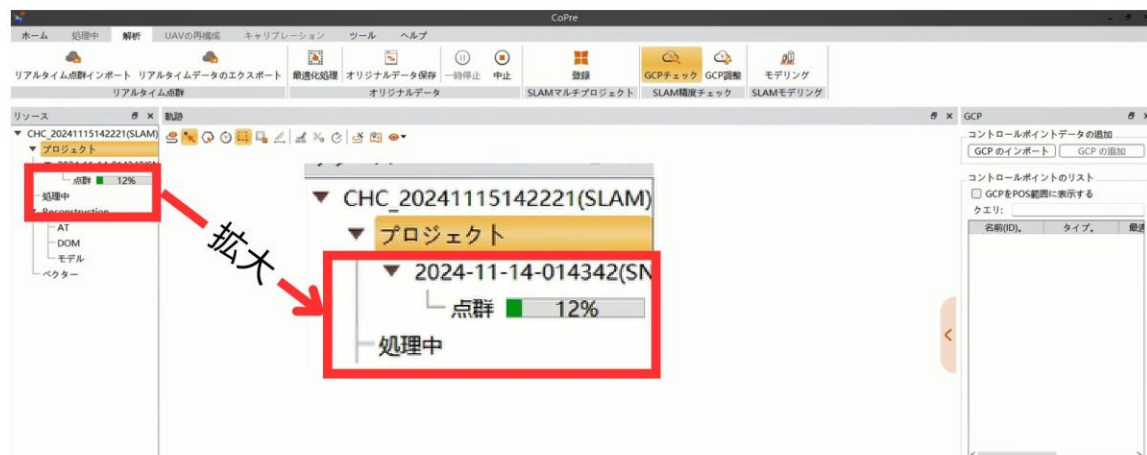 CoPre
ホーム 処理中 解析 UAVの再構成 キャリブレーション ツール ヘルプ
リアルタイム点群インポート リアルタイムデータのエクスポート 最適化処理 オリジナルデータ保存 一時停止 中止 登録 GCPチェック GCP調整 モデリング
リアルタイム点群 オリジナルデータ SLAMマルチプロジェクト SLAM精度チェック SLAMモデリング
リソース 軌跡 GCP
CHC_20241115142221(SLAM)
プロジェクト
点群 12%
処理中
Reconstruction
AT
DOM
モデル
ベクター
拡大
CHC_20241115142221(SLAM)
プロジェクト
2024-11-14-014342(SN
点群 12%
処理中
コントロールポイントデータの追加
GCP のインポート GCP の追加
コントロールポイントのリスト
GCPをPOS範囲に表示する
クエリ:
名前(ID)。 タイプ。